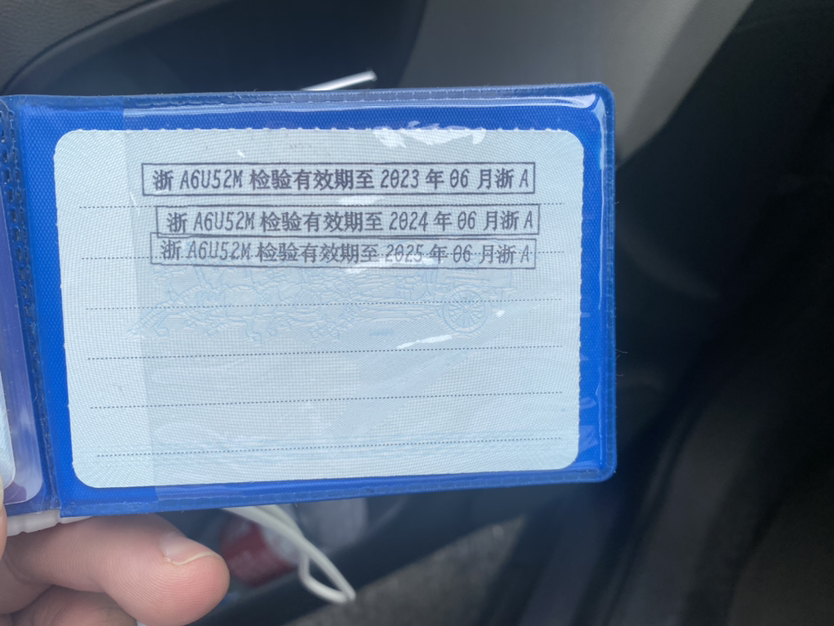 浙 A6U52M 检验有效期至 2023 年 06 月浙 A
浙 A6U52M 检验有效期至 2024 年 06 月浙 A
浙 A6U52M 检验有效期至 2025 年 06 月浙 A